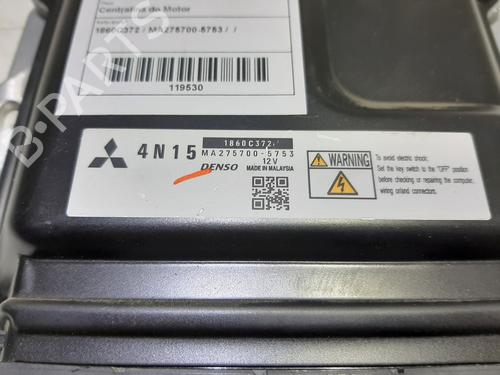 Centralina do Motor
1860C372 / MA275700-5753 / /
119530
4N15
1860C372
MA275700-5753
12V
DENSO MADE IN MALAYSIA
WARNING
To avoid electric shock:
Set the key switch to the "OFF" position
before checking or repairing the computer,
wiring or/and connectors.
B-PARTS